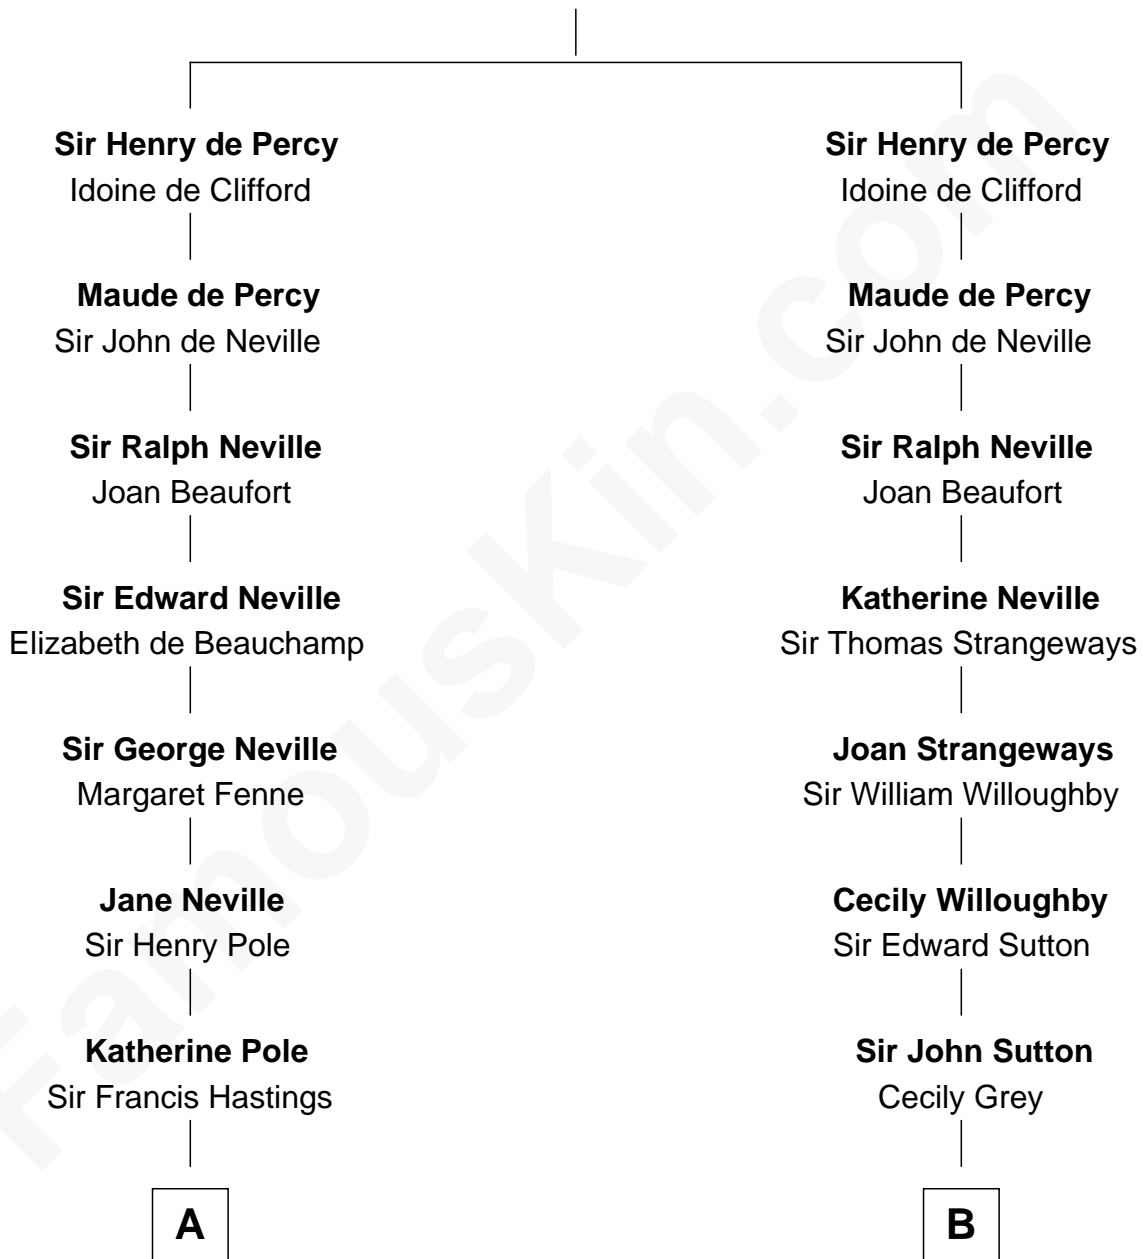 Sir Henry de Percy
Idoine de Clifford
Maude de Percy
Sir John de Neville
Sir Ralph Neville
Joan Beaufort
Sir Edward Neville
Elizabeth de Beauchamp
Sir George Neville
Margaret Fenne
Jane Neville
Sir Henry Pole
Katherine Pole
Sir Francis Hastings
A
Sir Henry de Percy
Idoine de Clifford
Maude de Percy
Sir John de Neville
Sir Ralph Neville
Joan Beaufort
Katherine Neville
Sir Thomas Strangeways
Joan Strangeways
Sir William Willoughby
Cecily Willoughby
Sir Edward Sutton
Sir John Sutton
Cecily Grey
B
FamousKin.com